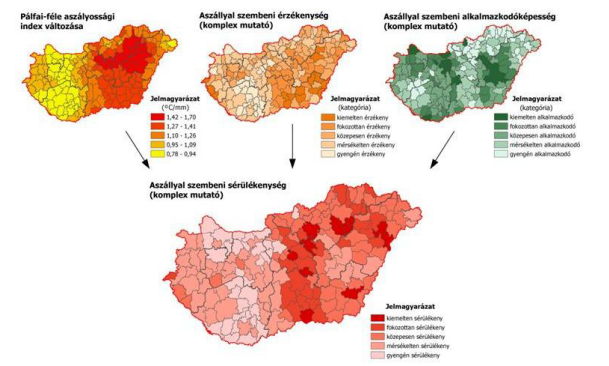 Pálfai-féle aszályossági
index változása
Jelmagyarázat
(ºC/mm)
1,42 - 1,70
1,27 - 1,41
1,10 - 1,26
0,95 - 1,09
0,78 - 0,94
Aszállyal szembeni érzékenység
(komplex mutató)
Jelmagyarázat
(kategória)
kiemelten érzékeny
fokozottan érzékeny
közepesen érzékeny
mérsékelten érzékeny
gyengén érzékeny
Aszállyal szembeni alkalmazkodóképesség
(komplex mutató)
Jelmagyarázat
(kategória)
kiemelten alkalmazkodó
fokozottan alkalmazkodó
közepesen alkalmazkodó
mérsékelten alkalmazkodó
gyengén alkalmazkodó
Aszállyal szembeni sérülékenység
(komplex mutató)
Jelmagyarázat
kiemelten sérülékeny
fokozottan sérülékeny
közepesen sérülékeny
mérsékelten sérülékeny
gyengén sérülékeny